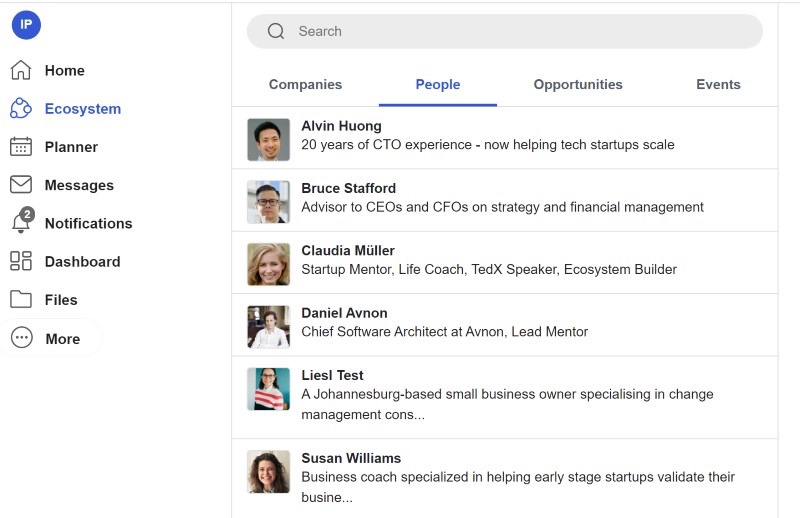 IP
Home
Ecosystem
Planner
Messages
2
Notifications
Dashboard
Files
More
Search
Companies People Opportunities Events
Alvin Huong
20 years of CTO experience - now helping tech startups scale
Bruce Stafford
Advisor to CEOs and CFOs on strategy and financial management
Claudia Müller
Startup Mentor, Life Coach, TedX Speaker, Ecosystem Builder
Daniel Avnon
Chief Software Architect at Avnon, Lead Mentor
Liesl Test
A Johannesburg-based small business owner specialising in change
management cons...
Susan Williams
Business coach specialized in helping early stage startups validate their
busine...